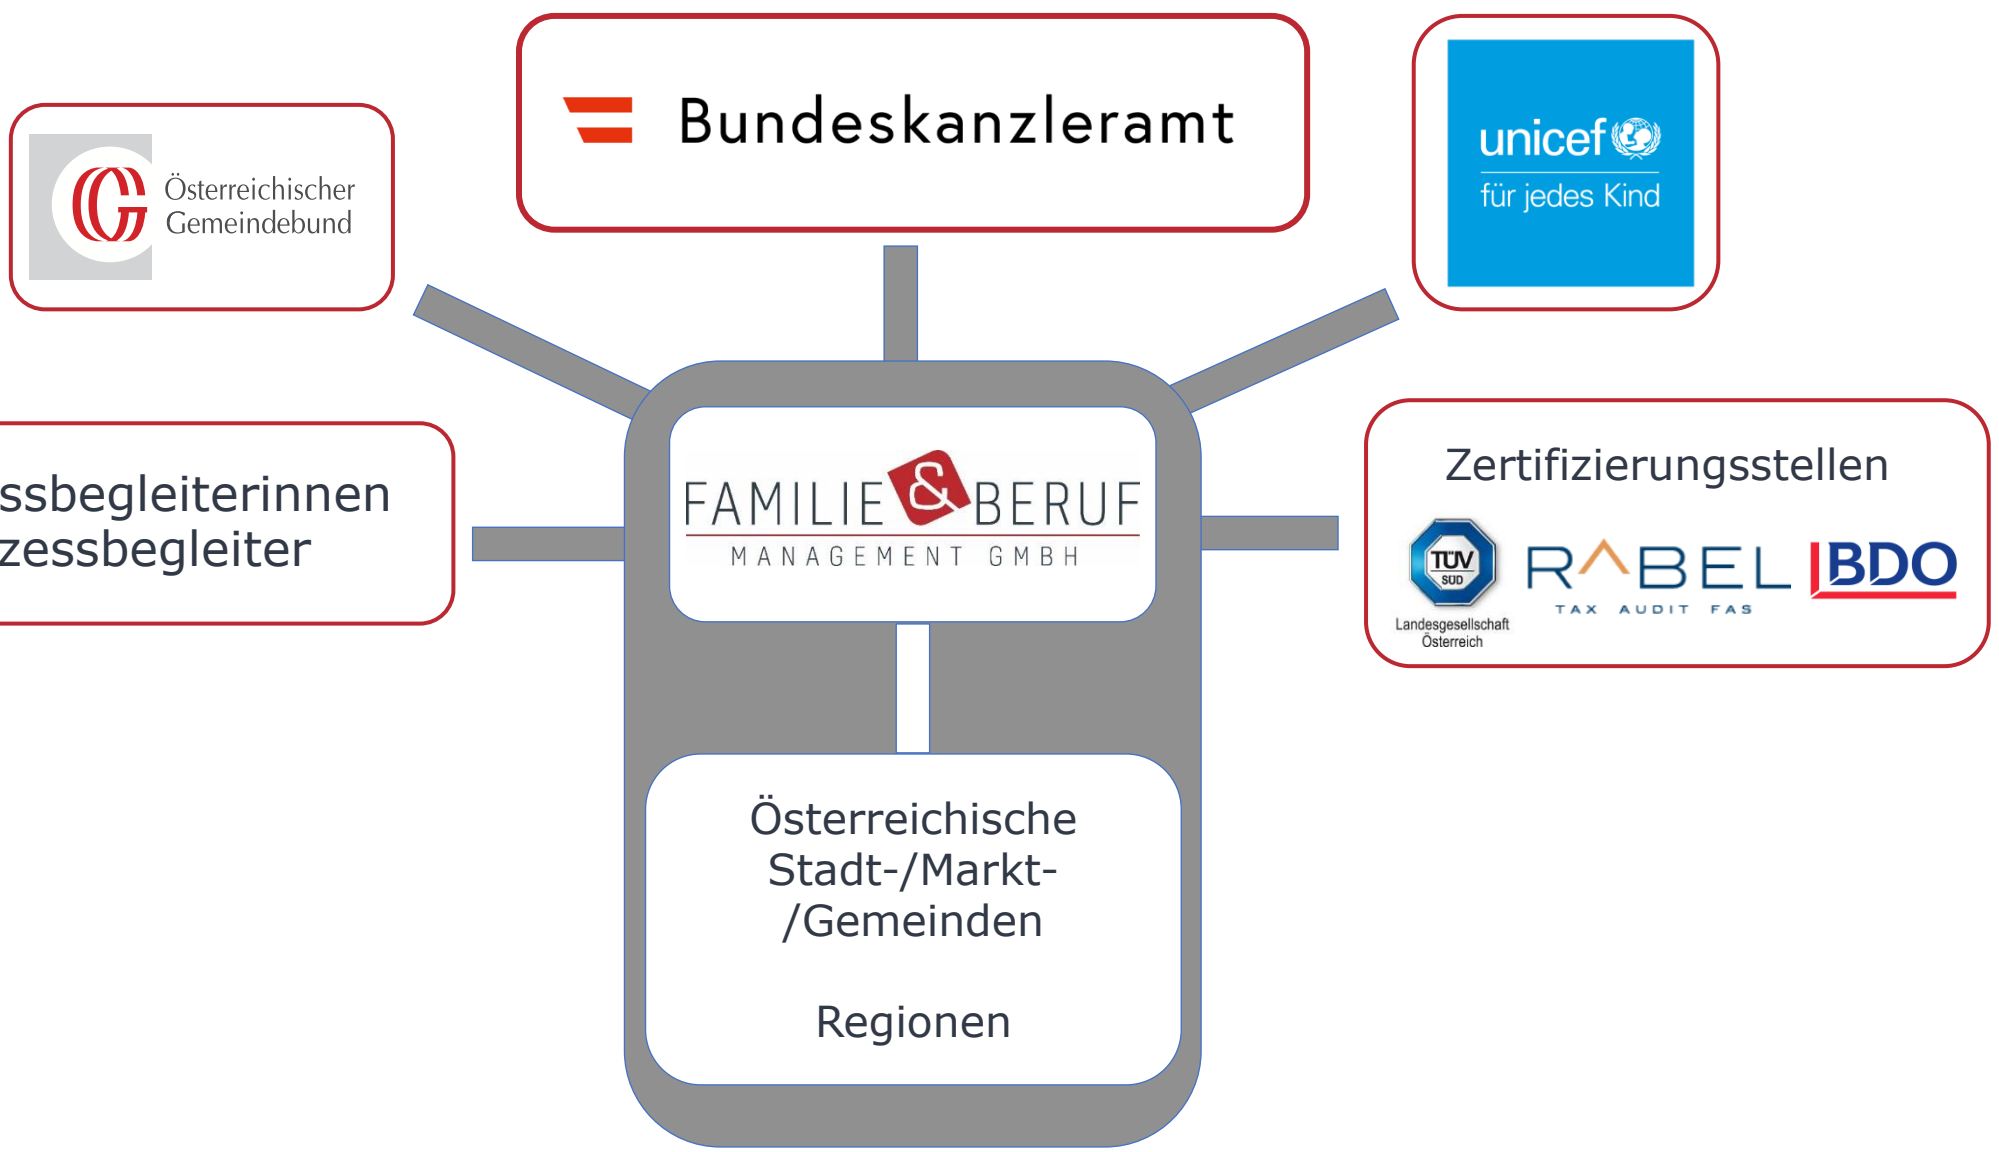 Bundeskanzleramt
Österreichischer
Gemeindebund
unicef
für jedes Kind
ssbegleiterinnen
zessbegleiter
FAMILIE & BERUF
MANAGEMENT GMBH
Zertifizierungsstellen
TÜV
SÜD
Landesgesellschaft
Österreich
RABEL
TAX AUDIT FAS
BDO
Österreichische
Stadt-/Markt-
/Gemeinden
Regionen